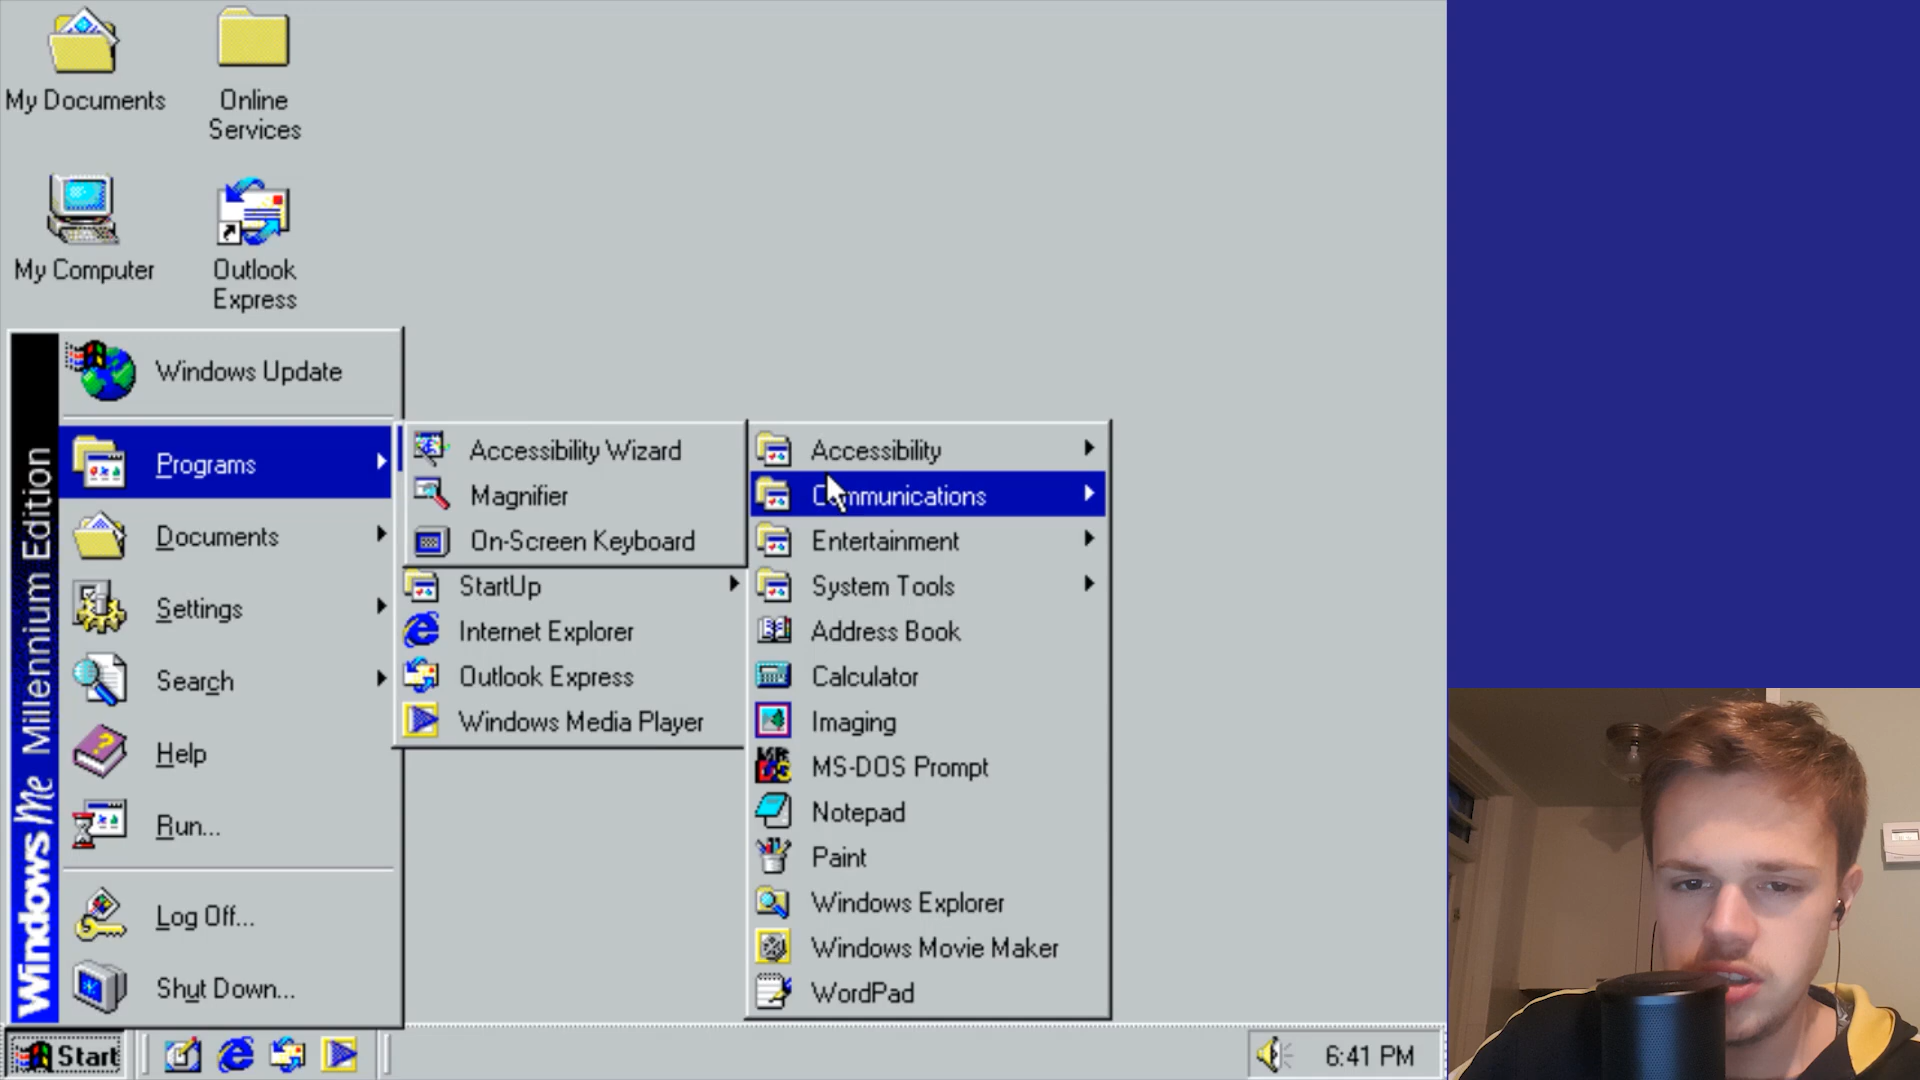 My Documents
Online
Services
My Computer
Outlook
Express
Windows Me Millennium Edition
Windows Update
Programs
Documents
Settings
Search
Help
Run...
Log Off...
Shut Down...
Accessibility Wizard
Magnifier
On-Screen Keyboard
StartUp
Internet Explorer
Outlook Express
Windows Media Player
Accessibility
Communications
Entertainment
System Tools
Address Book
Calculator
Imaging
MS-DOS Prompt
Notepad
Paint
Windows Explorer
Windows Movie Maker
WordPad
Start
6:41 PM